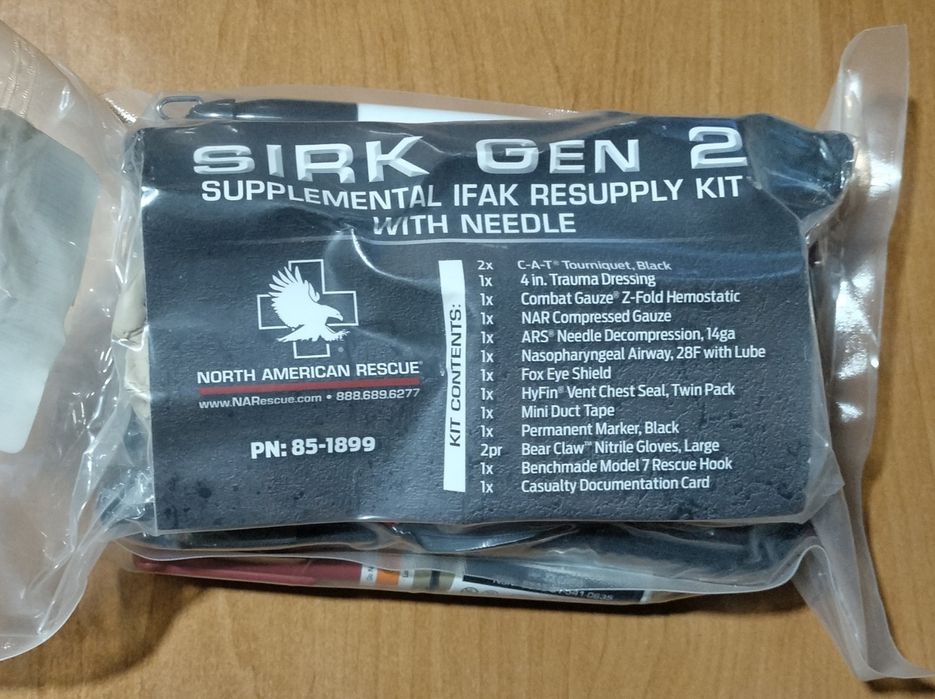 SIRK GEN 2
SUPPLEMENTAL IFAK RESUPPLY KIT
WITH NEEDLE
NORTH AMERICAN RESCUE®
www.NARescue.com • 888.689.6277
PN: 85-1899
KIT CONTENTS:
2x C-A-T® Tourniquet, Black
1x 4 in. Trauma Dressing
1x Combat Gauze® Z-Fold Hemostatic
1x NAR Compressed Gauze
1x ARS® Needle Decompression, 14ga
1x Nasopharyngeal Airway, 28F with Lube
1x Fox Eye Shield
1x HyFin® Vent Chest Seal, Twin Pack
1x Mini Duct Tape
1x Permanent Marker, Black
2pr Bear Claw™ Nitrile Gloves, Large
1x Benchmade Model 7 Rescue Hook
1x Casualty Documentation Card